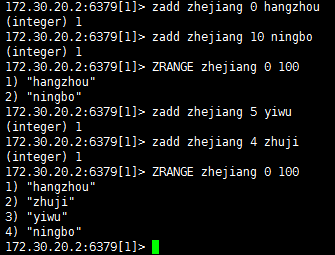 172.30.20.2:6379[1]> zadd zhejiang 0 hangzhou
(integer) 1
172.30.20.2:6379[1]> zadd zhejiang 10 ningbo
(integer) 1
172.30.20.2:6379[1]> ZRANGE zhejiang 0 100
1) "hangzhou"
2) "ningbo"
172.30.20.2:6379[1]> zadd zhejiang 5 yiwu
(integer) 1
172.30.20.2:6379[1]> zadd zhejiang 4 zhuji
(integer) 1
172.30.20.2:6379[1]> ZRANGE zhejiang 0 100
1) "hangzhou"
2) "zhuji"
3) "yiwu"
4) "ningbo"
172.30.20.2:6379[1]>